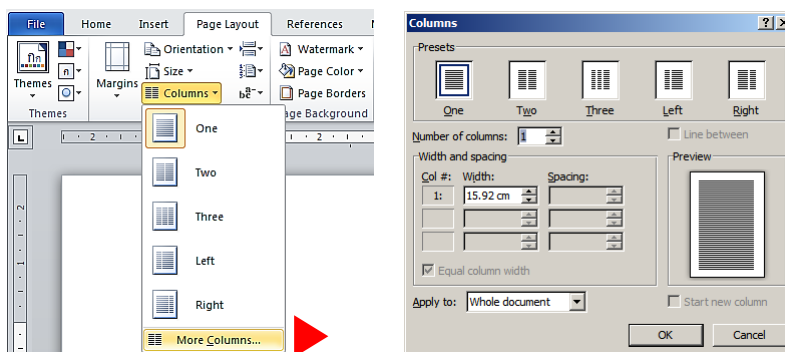 File Home Insert Page Layout References
Themes Margins Orientation Watermark
Size Page Color
Columns Page Borders
Themes age Background
L 2 2
One
Two
Three
Left
Right
More Columns...
Columns
Presets
One Two Three Left Right
Number of columns: 1 Line between
Width and spacing Preview
Col #: Width: Spacing:
1: 15.92 cm
Equal column width
Apply to: Whole document Start new column
OK Cancel